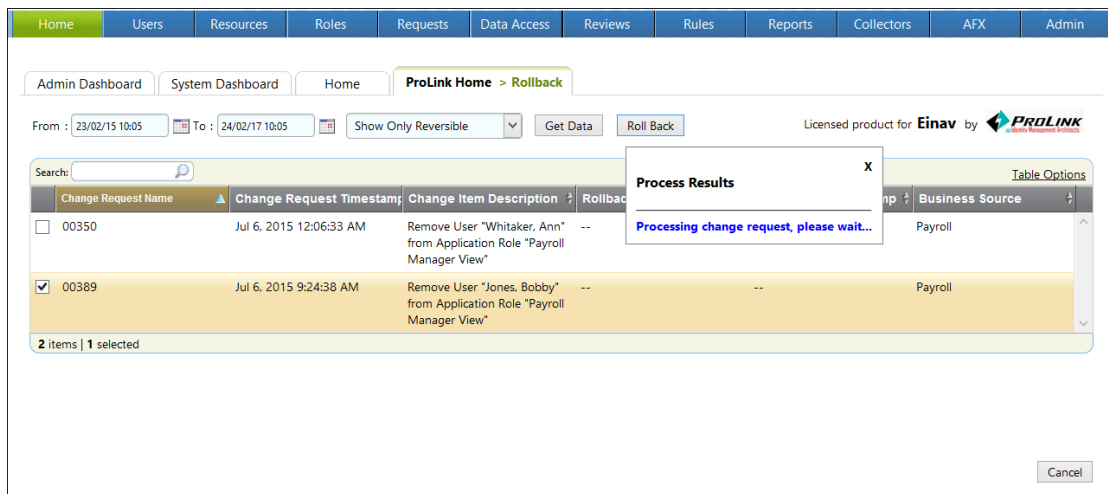 Home Users Resources Roles Requests Data Access Reviews Rules Reports Collectors AFX Admin
Admin Dashboard System Dashboard Home ProLink Home > Rollback
From : 23/02/15 10:05 To : 24/02/17 10:05 Show Only Reversible Get Data Roll Back Licensed product for Einav by PROLINK
Identity Management Architects
Search: Table Options
Process Results X
Processing change request, please wait...
Change Request Name Change Request Timestamp Change Item Description Rollbac mp Business Source
00350 Jul 6, 2015 12:06:33 AM Remove User "Whitaker, Ann" -- Payroll
from Application Role "Payroll
Manager View"
00389 Jul 6, 2015 9:24:38 AM Remove User "Jones, Bobby" -- -- Payroll
from Application Role "Payroll
Manager View"
2 items | 1 selected
Cancel